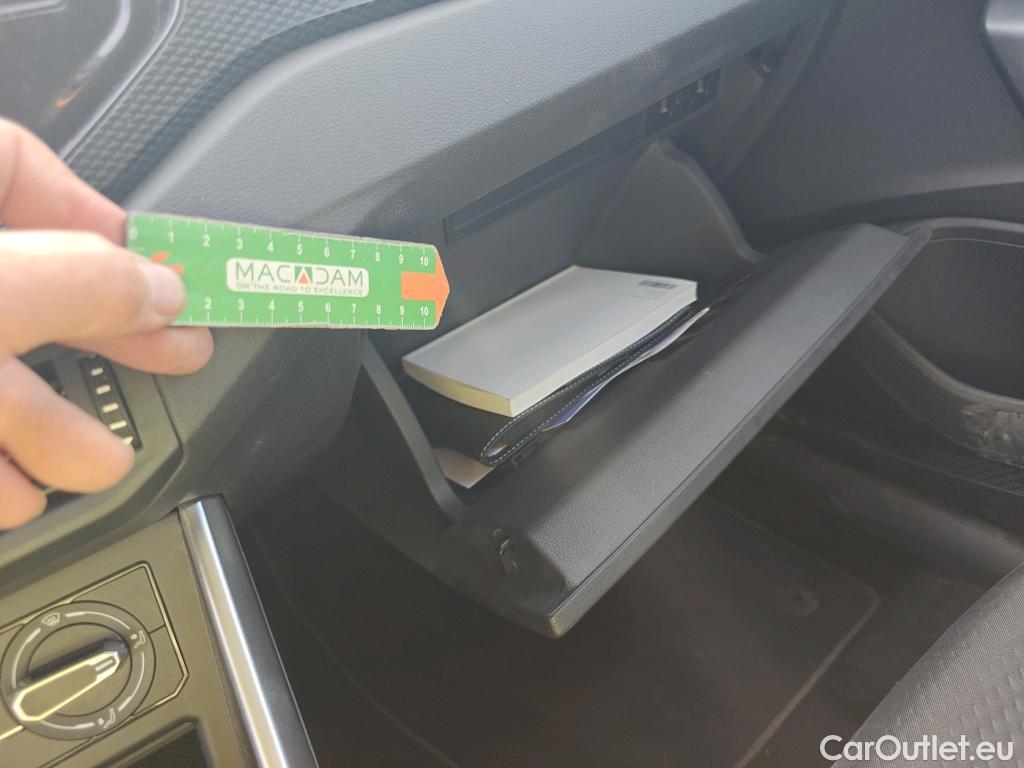 0 1 2 3 4 5 6 7 8 9 10
MACADAM
ON THE ROAD TO EXCELLENCE
2 3 4 5 6 7 8 9 10
CarOutlet.eu